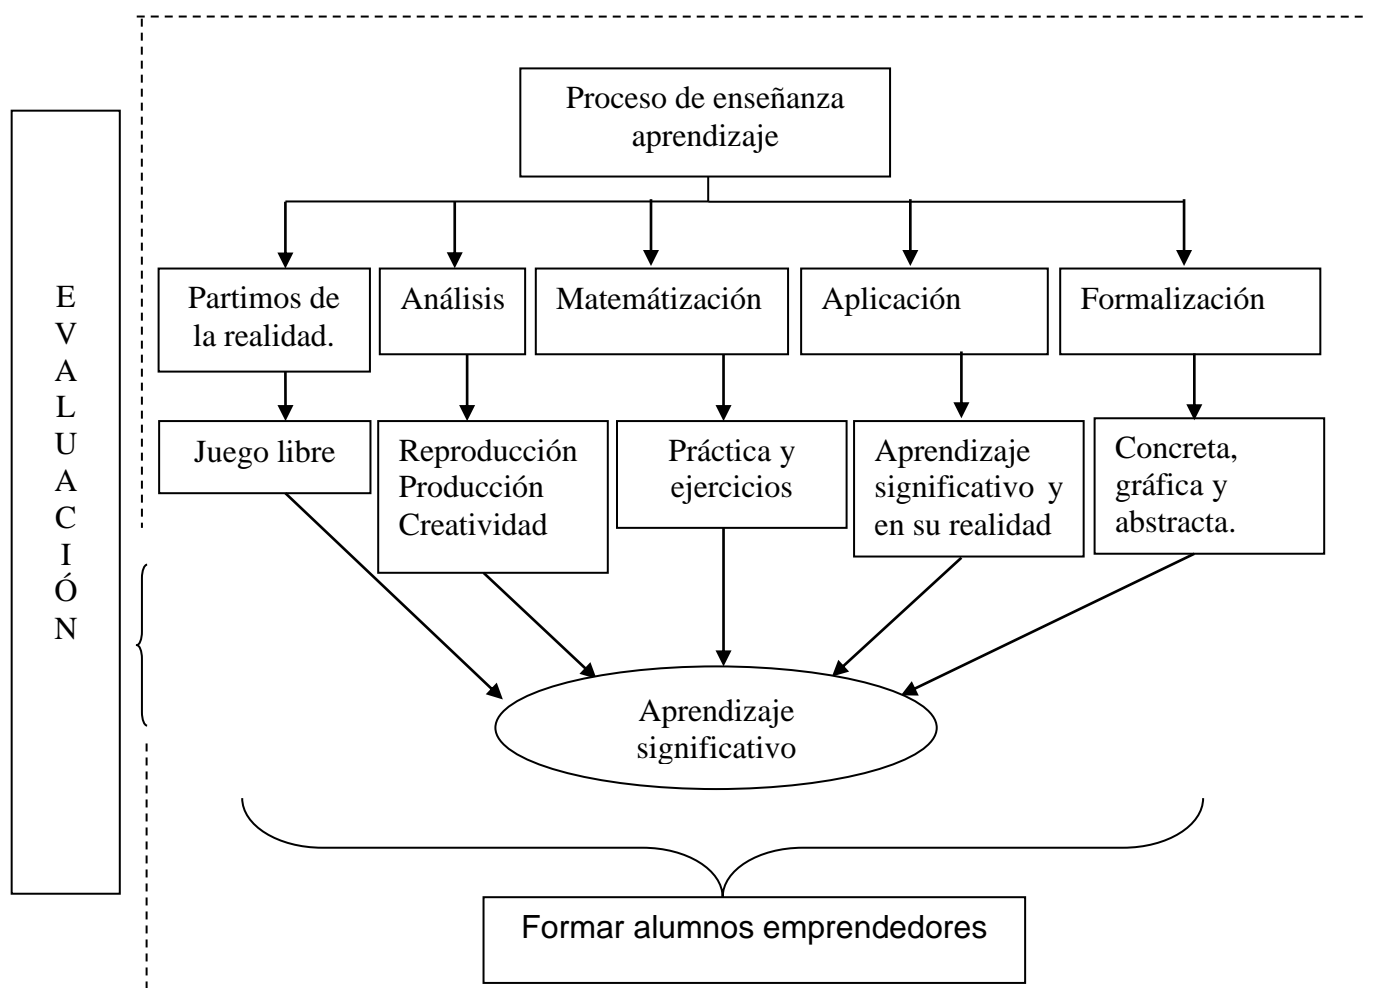 Proceso de enseñanza
aprendizaje
E
V
A
L
U
A
C
I
Ó
N
Partimos de
la realidad.
Análisis
Matemátización
Aplicación
Formalización
Juego libre
Reproducción
Producción
Creatividad
Práctica y
ejercicios
Aprendizaje
significativo y
en su realidad
Concreta,
gráfica y
abstracta.
Aprendizaje
significativo
Formar alumnos emprendedores